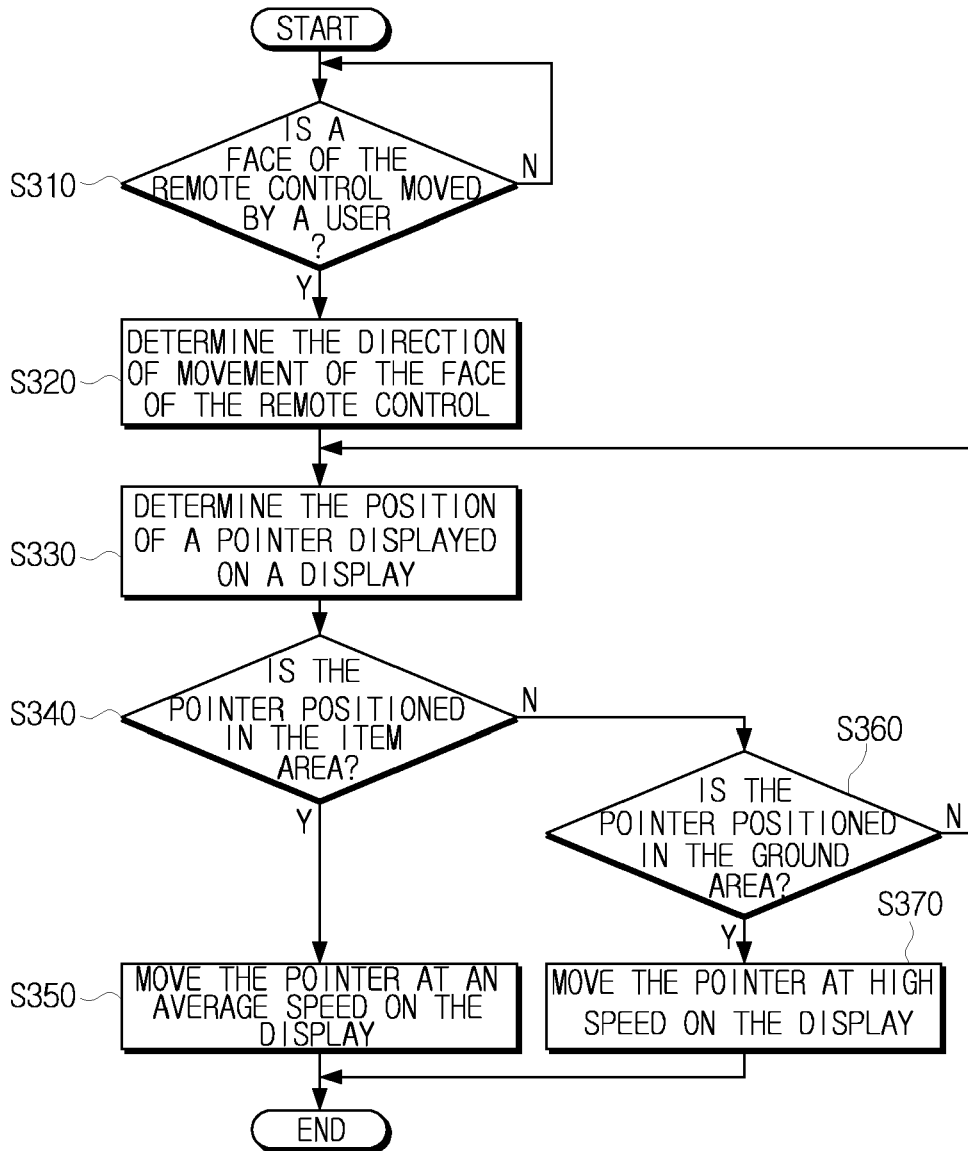 START
IS A
FACE OF THE
REMOTE CONTROL MOVED
BY A USER
?
N
S310
Y
DETERMINE THE DIRECTION
OF MOVEMENT OF THE FACE
OF THE REMOTE CONTROL
S320
DETERMINE THE POSITION
OF A POINTER DISPLAYED
ON A DISPLAY
S330
IS THE
POINTER POSITIONED
IN THE ITEM
AREA?
N
S340
Y
S360
IS THE
POINTER POSITIONED
IN THE GROUND
AREA?
N
Y
S370
MOVE THE POINTER AT AN
AVERAGE SPEED ON THE
DISPLAY
S350
MOVE THE POINTER AT HIGH
SPEED ON THE DISPLAY
END